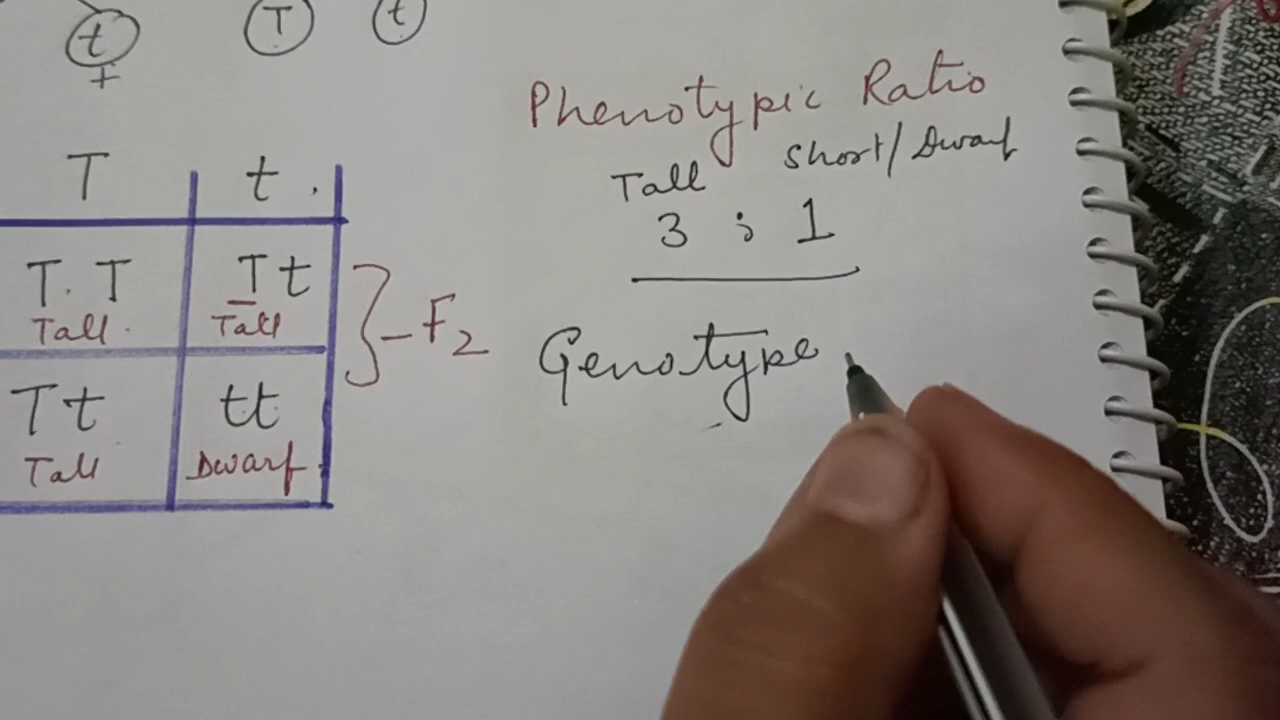 t T t
+
T t .
T. T Tt
Tall. Tall
Tt tt
Tall Dwarf
} - F2
Phenotypic Ratio
Tall Short/Dwarf
3 : 1
Genotype